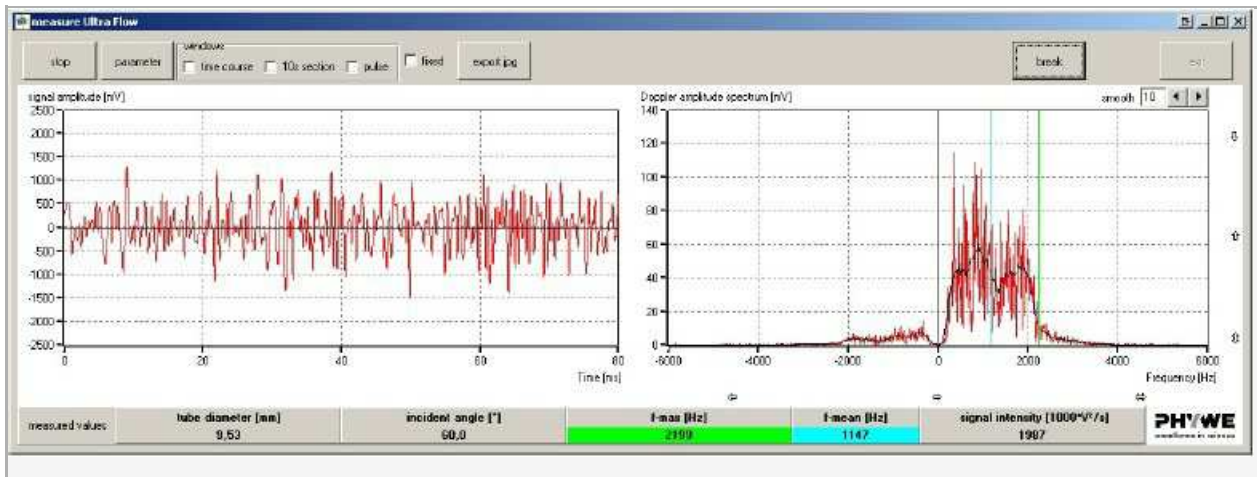 measure Ultra Flow
stop
parameter
windows
time course
10s section
pulse
fixed
export jpg
break
exit
signal amplitude [mV]
2500
2000
1500
1000
500
0
-500
-1000
-1500
-2000
-2500
0 20 40 60 80
Time [ms]
Doppler amplitude spectrum [mV]
smooth 10
140
120
100
80
60
40
20
0
-6000 -4000 -2000 0 2000 4000 6000
Frequency [Hz]
measured values
tube diameter [mm]
9,53
incident angle [°]
60,0
f-max [Hz]
2199
f-mean [Hz]
1147
signal intensity [1000*V²/s]
1987
PHYWE
excellence in science